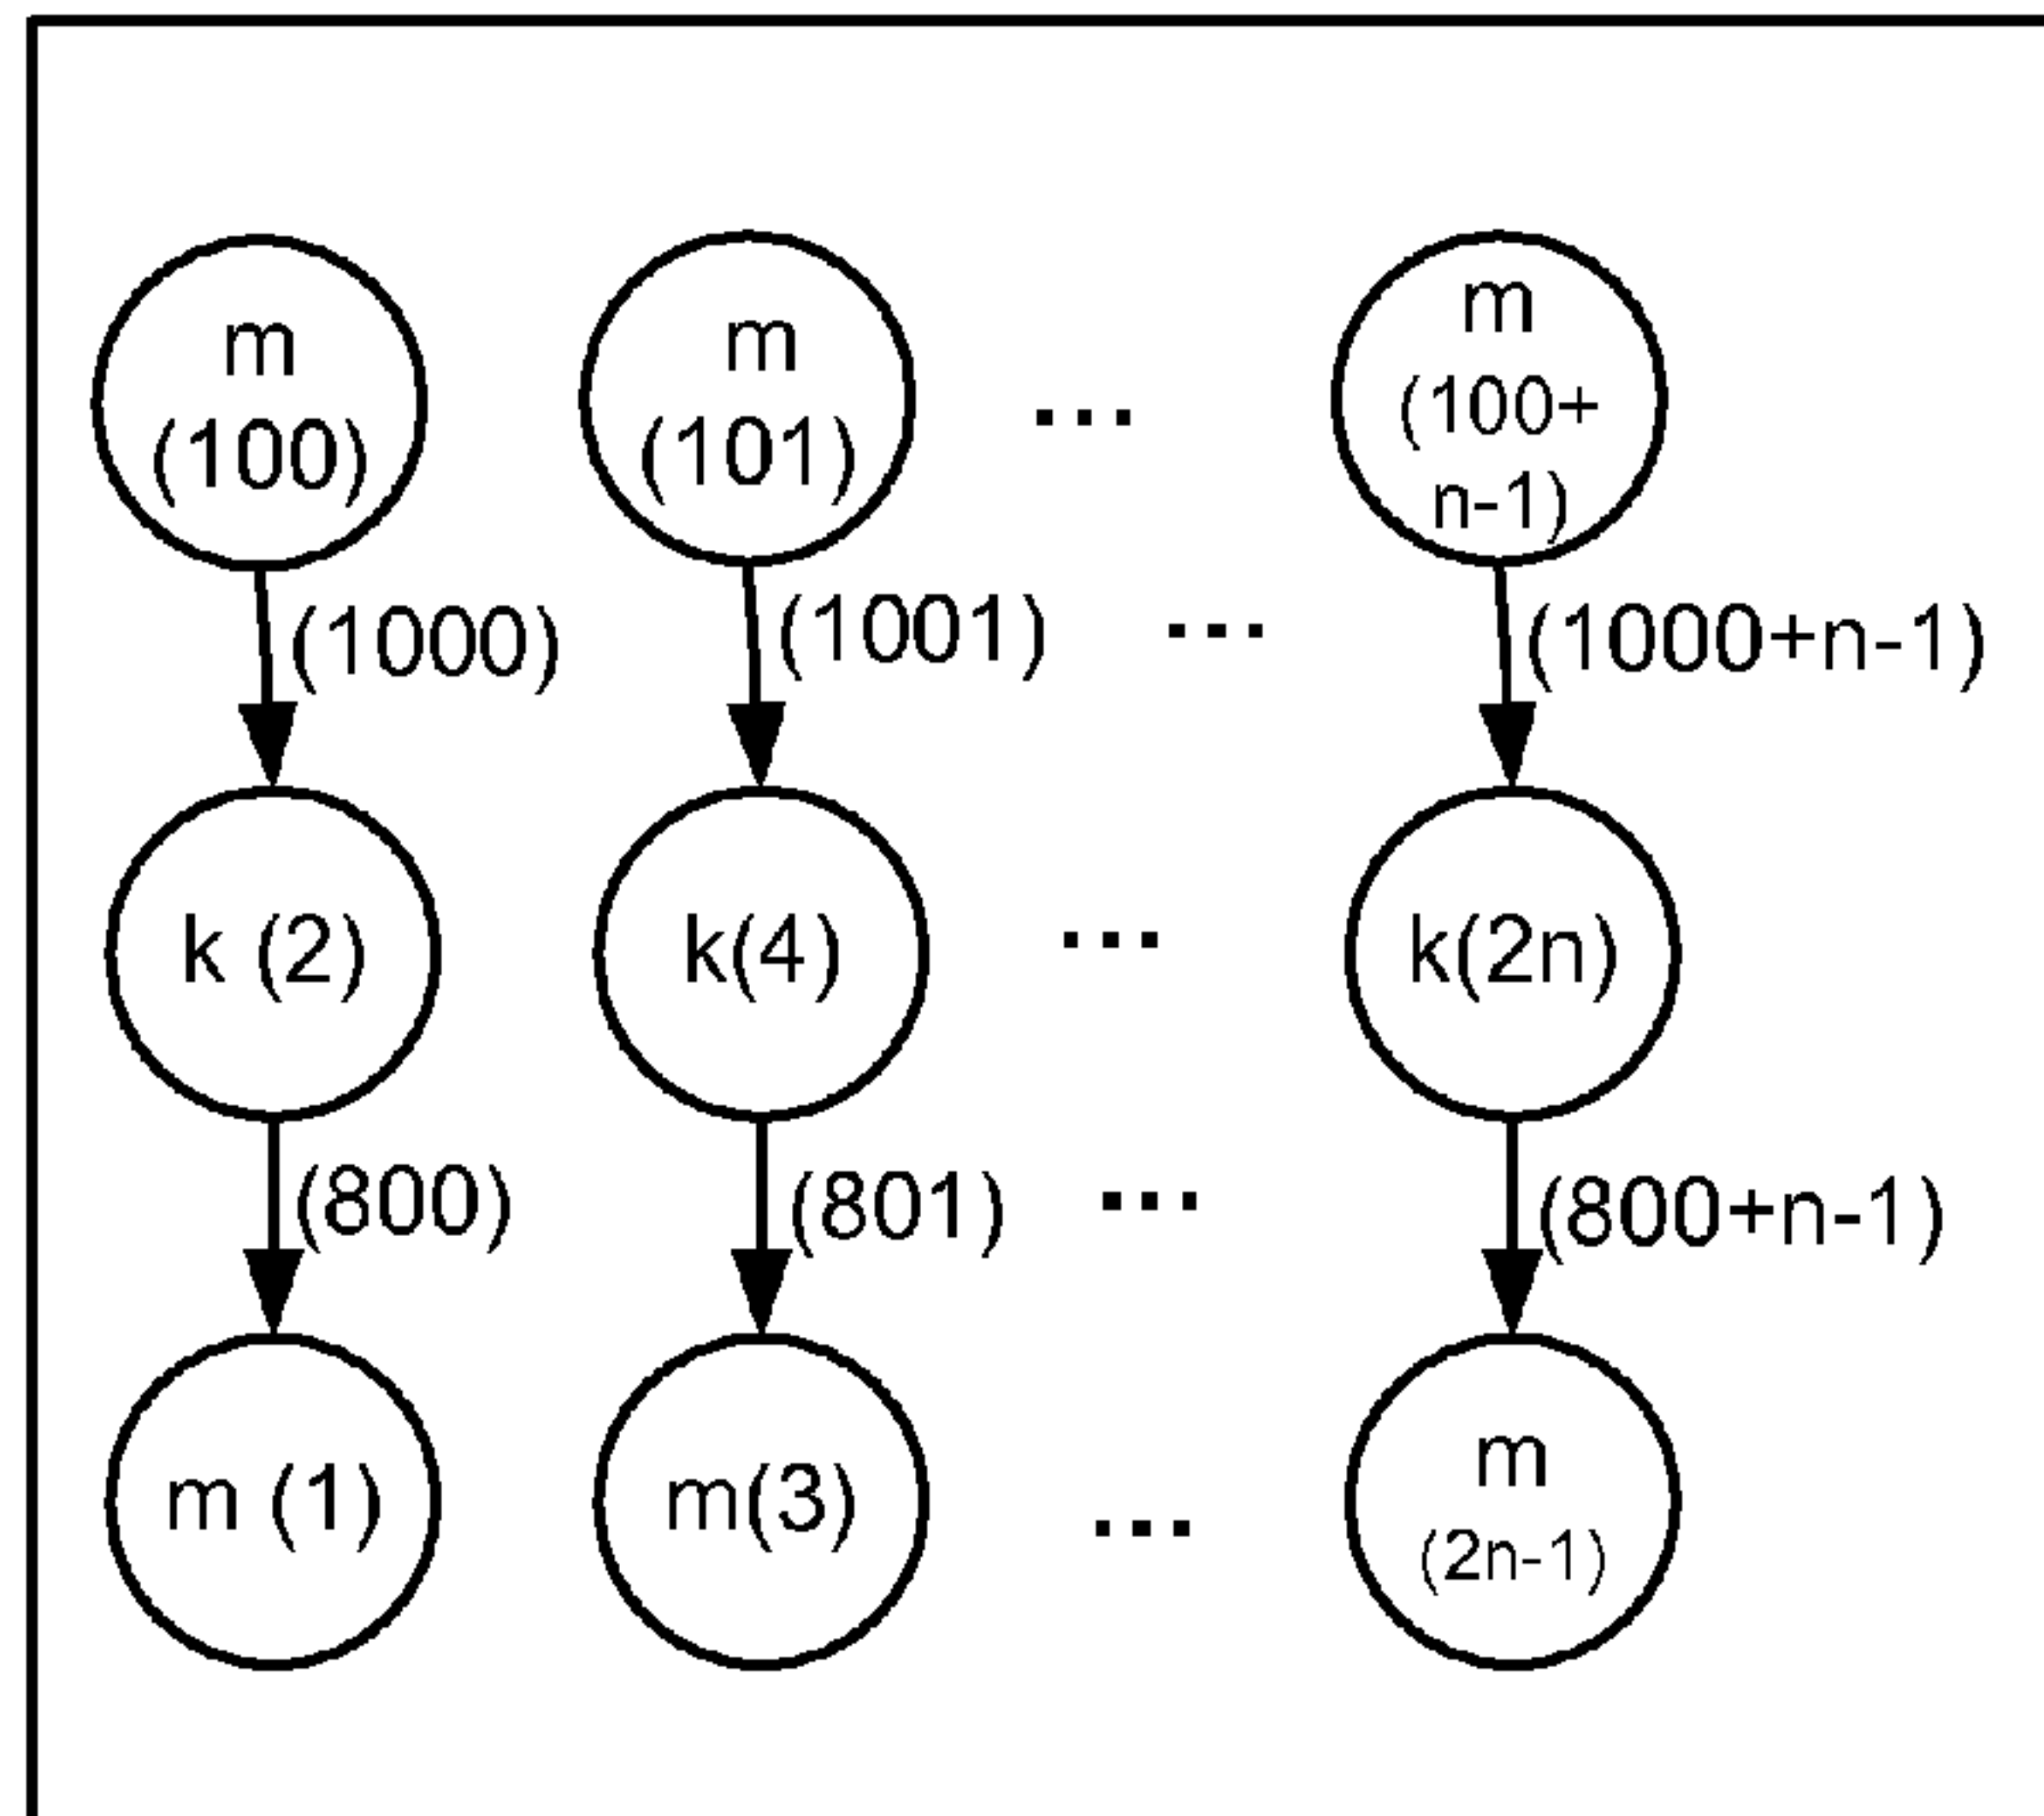 m
(100)
m
(101)
...
m
(100+
n-1)
(1000)
(1001)
...
(1000+n-1)
k (2)
k(4)
...
k(2n)
(800)
(801)
...
(800+n-1)
m (1)
m(3)
...
m
(2n-1)